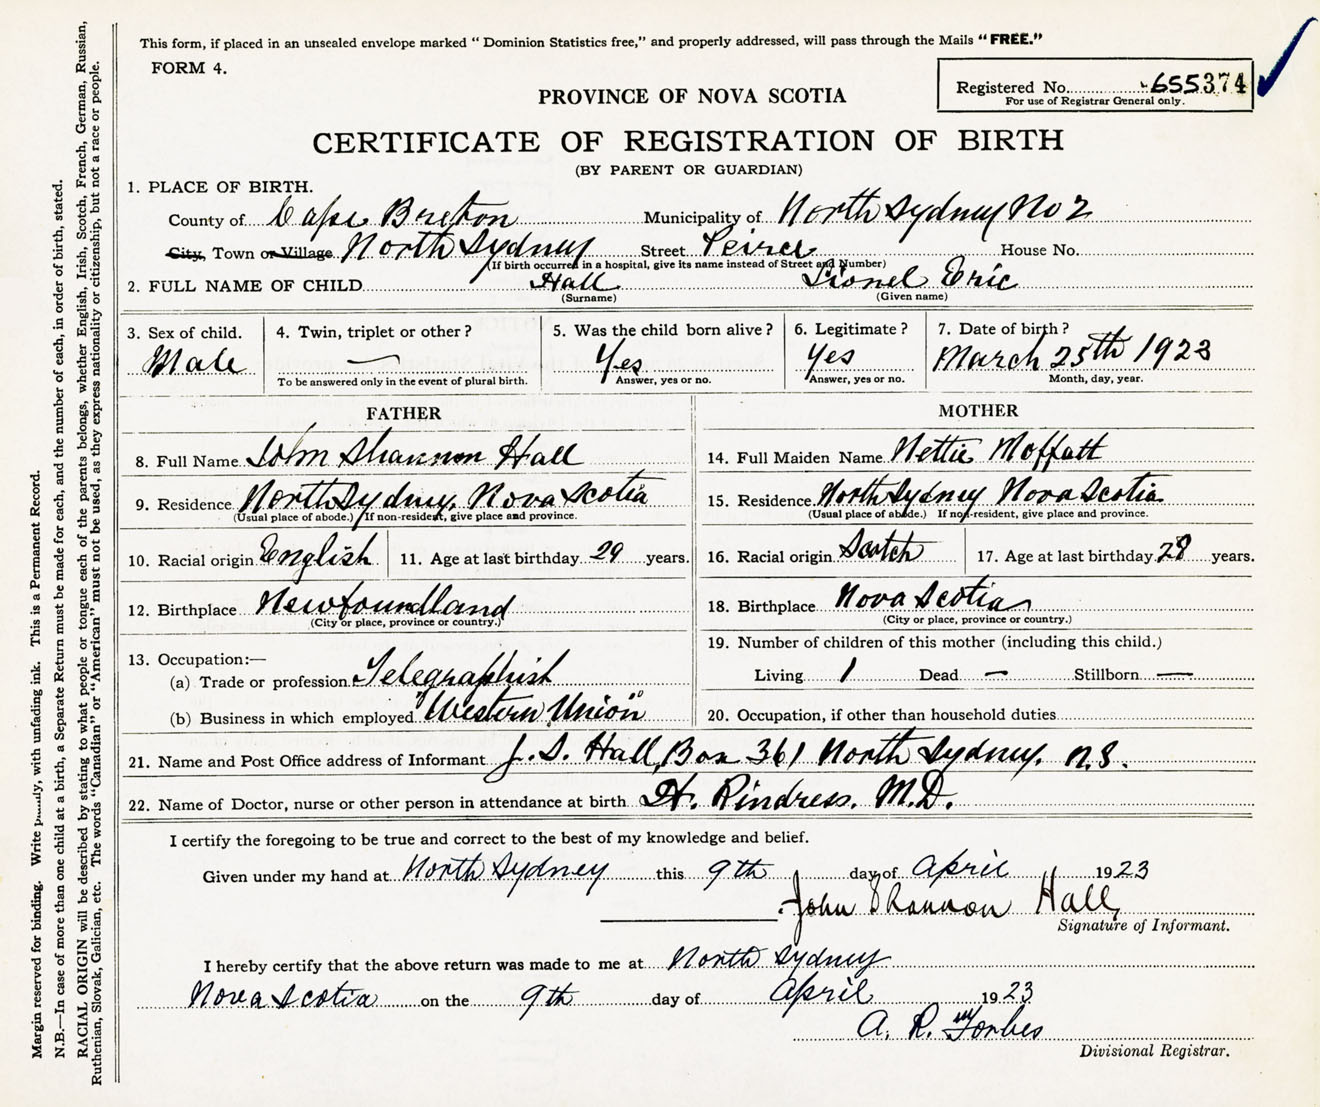 This form, if placed in an unsealed envelope marked “ Dominion Statistics free,” and properly addressed, will pass through the Mails “ FREE.”
FORM 4.
Registered No. 655374
For use of Registrar General only.
PROVINCE OF NOVA SCOTIA
CERTIFICATE OF REGISTRATION OF BIRTH
(BY PARENT OR GUARDIAN)
1. PLACE OF BIRTH.
County of Cape Breton Municipality of North Sydney No 2
City, Town or Village North Sydney Street Peirce House No.
(If birth occurred in a hospital, give its name instead of Street and Number)
2. FULL NAME OF CHILD Hall Lionel Eric
(Surname) (Given name)
3. Sex of child. 4. Twin, triplet or other ? 5. Was the child born alive ? 6. Legitimate ? 7. Date of birth ?
Male — Yes Yes March 25th 1923
To be answered only in the event of plural birth. Answer, yes or no. Answer, yes or no. Month, day, year.
FATHER MOTHER
8. Full Name John Shannon Hall 14. Full Maiden Name Nettie Moffatt
9. Residence North Sydney, Nova Scotia 15. Residence North Sydney Nova Scotia
(Usual place of abode.) If non-resident, give place and province. (Usual place of abode.) If non-resident, give place and province.
10. Racial origin English 11. Age at last birthday 29 years. 16. Racial origin Scotch 17. Age at last birthday 28 years.
12. Birthplace Newfoundland 18. Birthplace Nova Scotia
(City or place, province or country.) (City or place, province or country.)
13. Occupation:— 19. Number of children of this mother (including this child.)
(a) Trade or profession Telegraphist Living 1 Dead — Stillborn —
(b) Business in which employed "Western Union" 20. Occupation, if other than household duties
21. Name and Post Office address of Informant J. S. Hall, Box 361 North Sydney. N.S.
22. Name of Doctor, nurse or other person in attendance at birth H. Rindress. M.D.
I certify the foregoing to be true and correct to the best of my knowledge and belief.
Given under my hand at North Sydney this 9th day of April 1923
John Shannon Hall
Signature of Informant.
I hereby certify that the above return was made to me at North Sydney
Nova Scotia on the 9th day of April 1923
A. R. Forbes
Divisional Registrar.
Margin reserved for binding. Write with unfading ink. This is a Permanent Record.
N.B.—In case of more than one child at a birth, a Separate Return must be made for each, and the number of each, in order of birth, stated.
RACIAL ORIGIN will be described by stating to what people or tongue each of the parents belongs, whether English, Irish, Scotch, French, German, Russian,
Ruthenian, Slovak, Galician, etc. The words “Canadian” or “American” must not be used, as they express nationality or citizenship, but not a race or people.